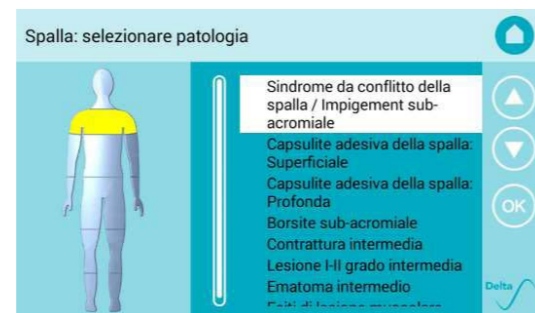 Spalla: selezionare patologia
Sindrome da conflitto della
spalla / Impigement sub-
acromiale
Capsulite adesiva della spalla:
Superficiale
Capsulite adesiva della spalla:
Profonda
Borsite sub-acromiale
Contrattura intermedia
Lesione I-II grado intermedia
Ematoma intermedio
OK
Delta